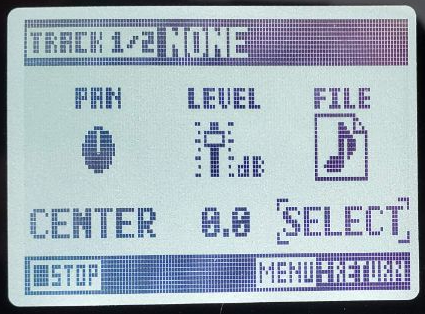 TRACK 1/2 NONE
PAN LEVEL FILE
dB
CENTER 0.0 SELECT
STOP MENU-RETURN